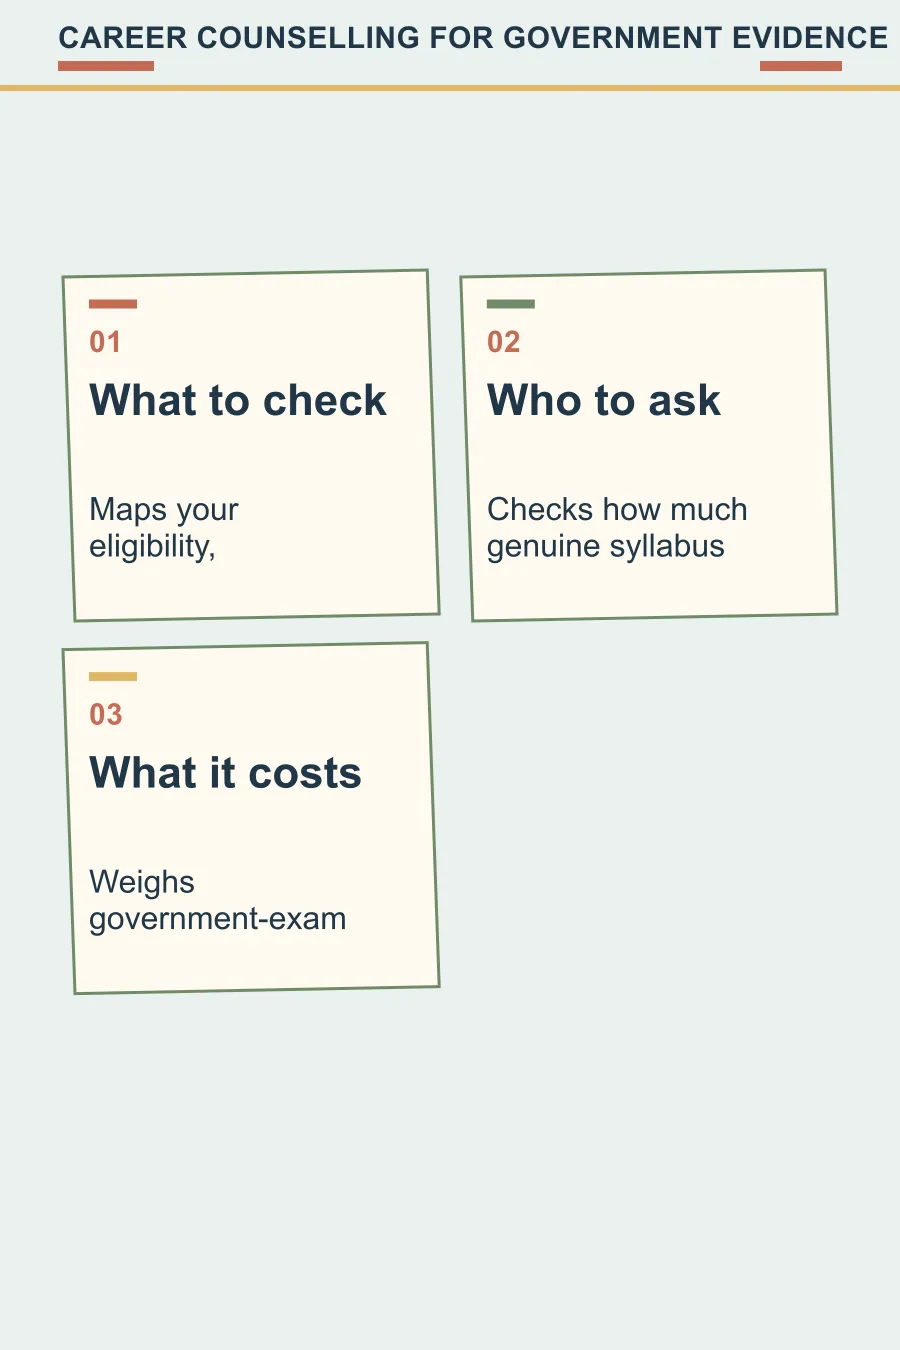 CAREER COUNSELLING FOR GOVERNMENT EVIDENCE
01
What to check
Maps your
eligibility,
02
Who to ask
Checks how much
genuine syllabus
03
What it costs
Weighs
government-exam